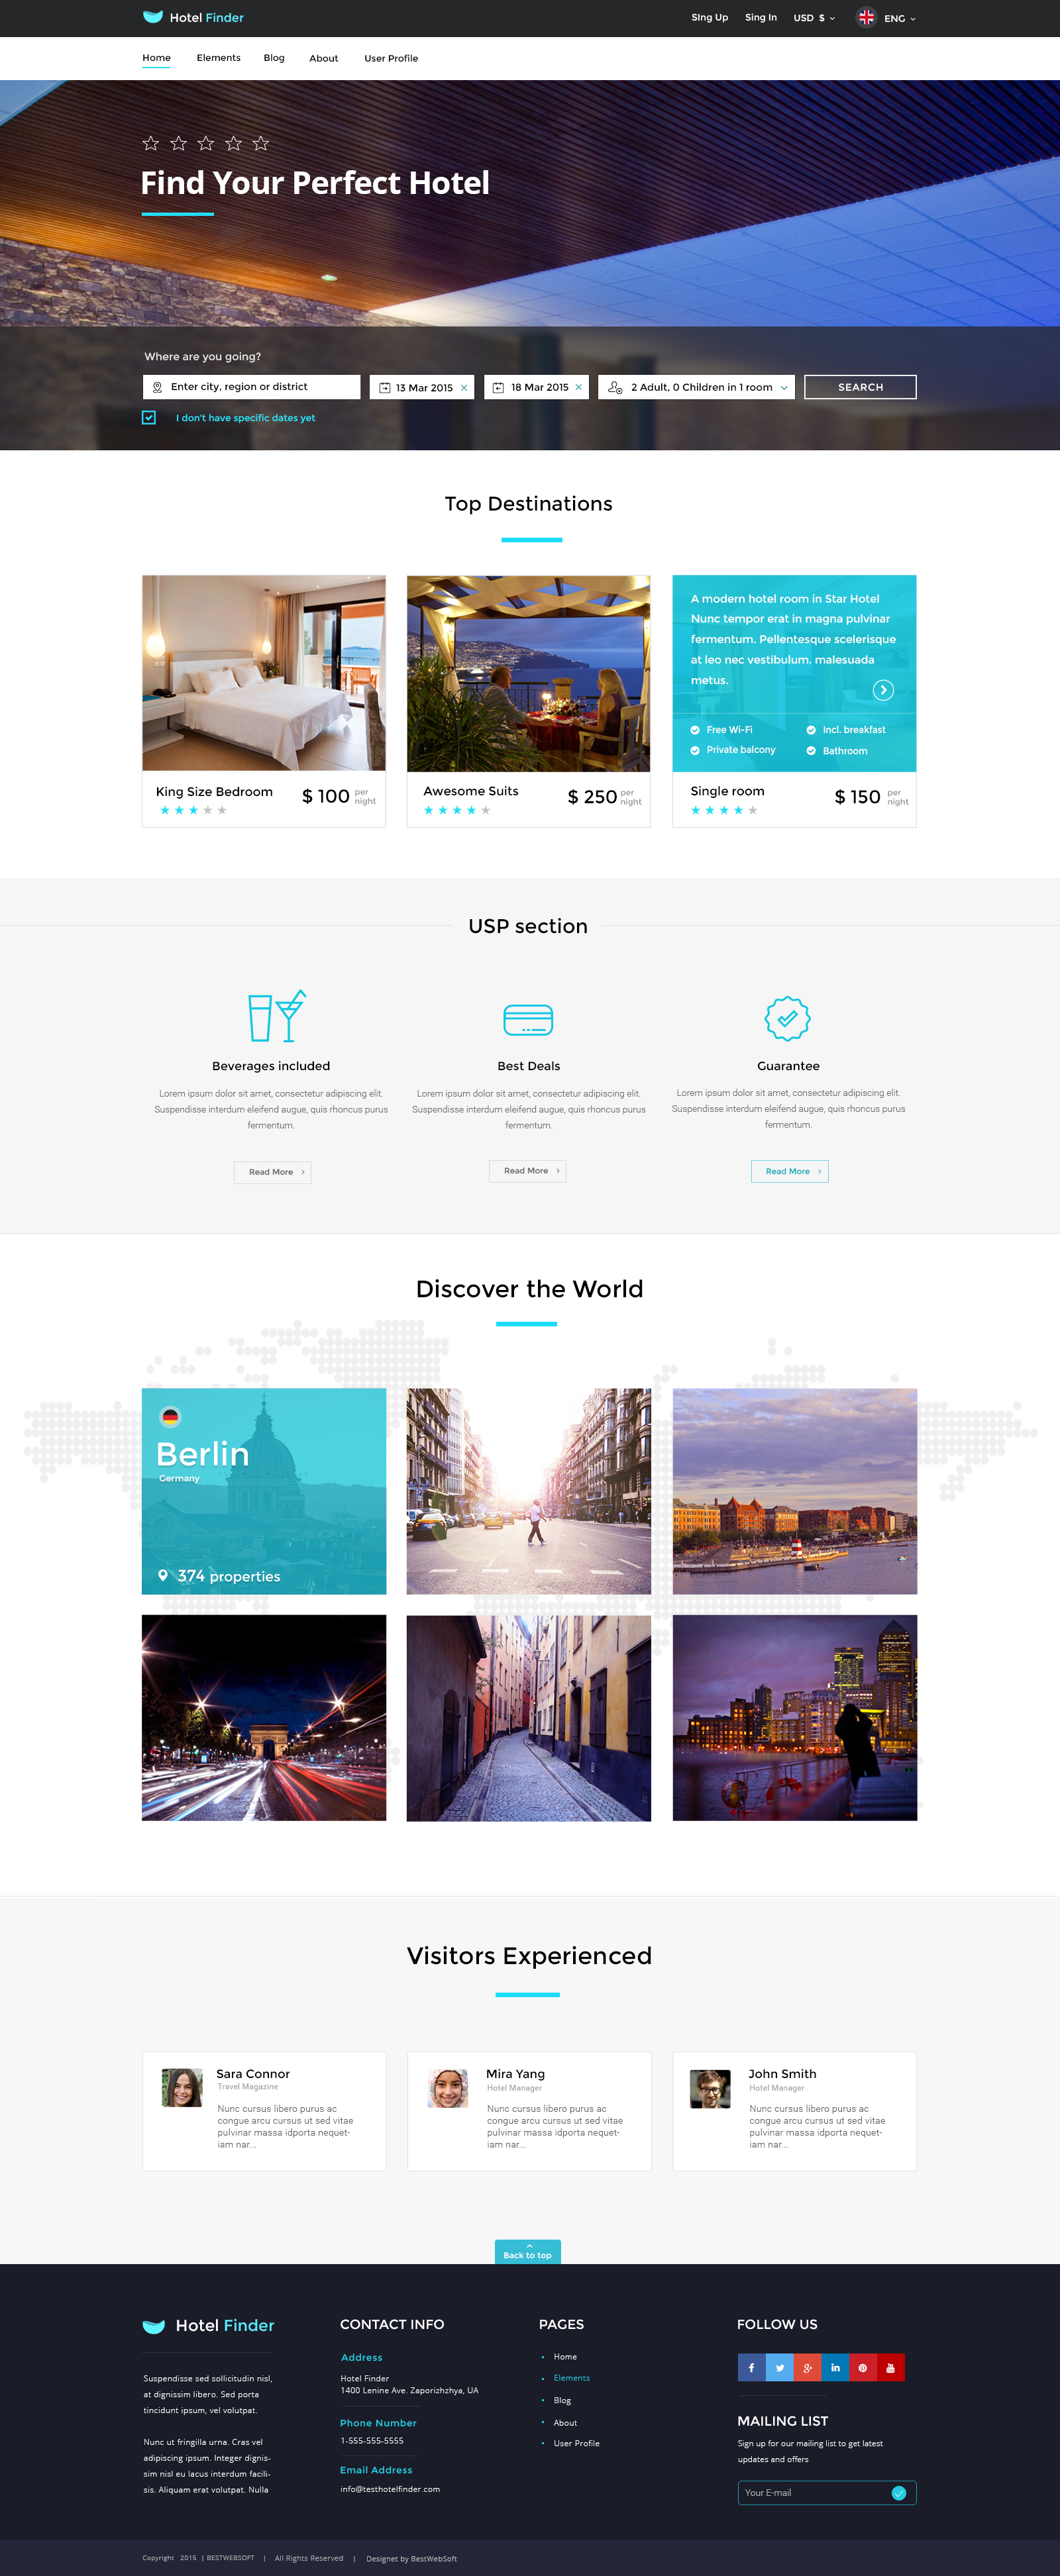 Hotel Finder
SIng Up
Sing In
USD $
ENG
Home
Elements
Blog
About
User Profile
Find Your Perfect Hotel
Where are you going?
Enter city, region or district
13 Mar 2015
18 Mar 2015
2 Adult, 0 Children in 1 room
SEARCH
I don't have specific dates yet
Top Destinations
A modern hotel room in Star Hotel
Nunc tempor erat in magna pulvinar
fermentum. Pellentesque scelerisque
at leo nec vestibulum. malesuada
metus.
Free Wi-Fi
Incl. breakfast
Private balcony
Bathroom
King Size Bedroom
$ 100
per
night
Awesome Suits
$ 250
per
night
Single room
$ 150
per
night
USP section
Beverages included
Lorem ipsum dolor sit amet, consectetur adipiscing elit.
Suspendisse interdum eleifend augue, quis rhoncus purus
fermentum.
Read More
Best Deals
Lorem ipsum dolor sit amet, consectetur adipiscing elit.
Suspendisse interdum eleifend augue, quis rhoncus purus
fermentum.
Read More
Guarantee
Lorem ipsum dolor sit amet, consectetur adipiscing elit.
Suspendisse interdum eleifend augue, quis rhoncus purus
fermentum.
Read More
Discover the World
Berlin
Germany
374 properties
Visitors Experienced
Sara Connor
Travel Magazine
Nunc cursus libero purus ac
congue arcu cursus ut sed vitae
pulvinar massa idporta nequet-
iam nar...
Mira Yang
Hotel Manager
Nunc cursus libero purus ac
congue arcu cursus ut sed vitae
pulvinar massa idporta nequet-
iam nar...
John Smith
Hotel Manager
Nunc cursus libero purus ac
congue arcu cursus ut sed vitae
pulvinar massa idporta nequet-
iam nar...
Back to top
Hotel Finder
Suspendisse sed sollicitudin nisl,
at dignissim libero. Sed porta
tincidunt ipsum, vel volutpat.
Nunc ut fringilla urna. Cras vel
adipiscing ipsum. Integer dignis-
sim nisl eu lacus interdum facili-
sis. Aliquam erat volutpat. Nulla
CONTACT INFO
Address
Hotel Finder
1400 Lenine Ave. Zaporizhzhya, UA
Phone Number
1-555-555-5555
Email Address
info@testhotelfinder.com
PAGES
Home
Elements
Blog
About
User Profile
FOLLOW US
MAILING LIST
Sign up for our mailing list to get latest
updates and offers
Your E-mail
Copyright 2015 | BESTWEBSOFT | All Rights Reserved | Designet by BestWebSoft